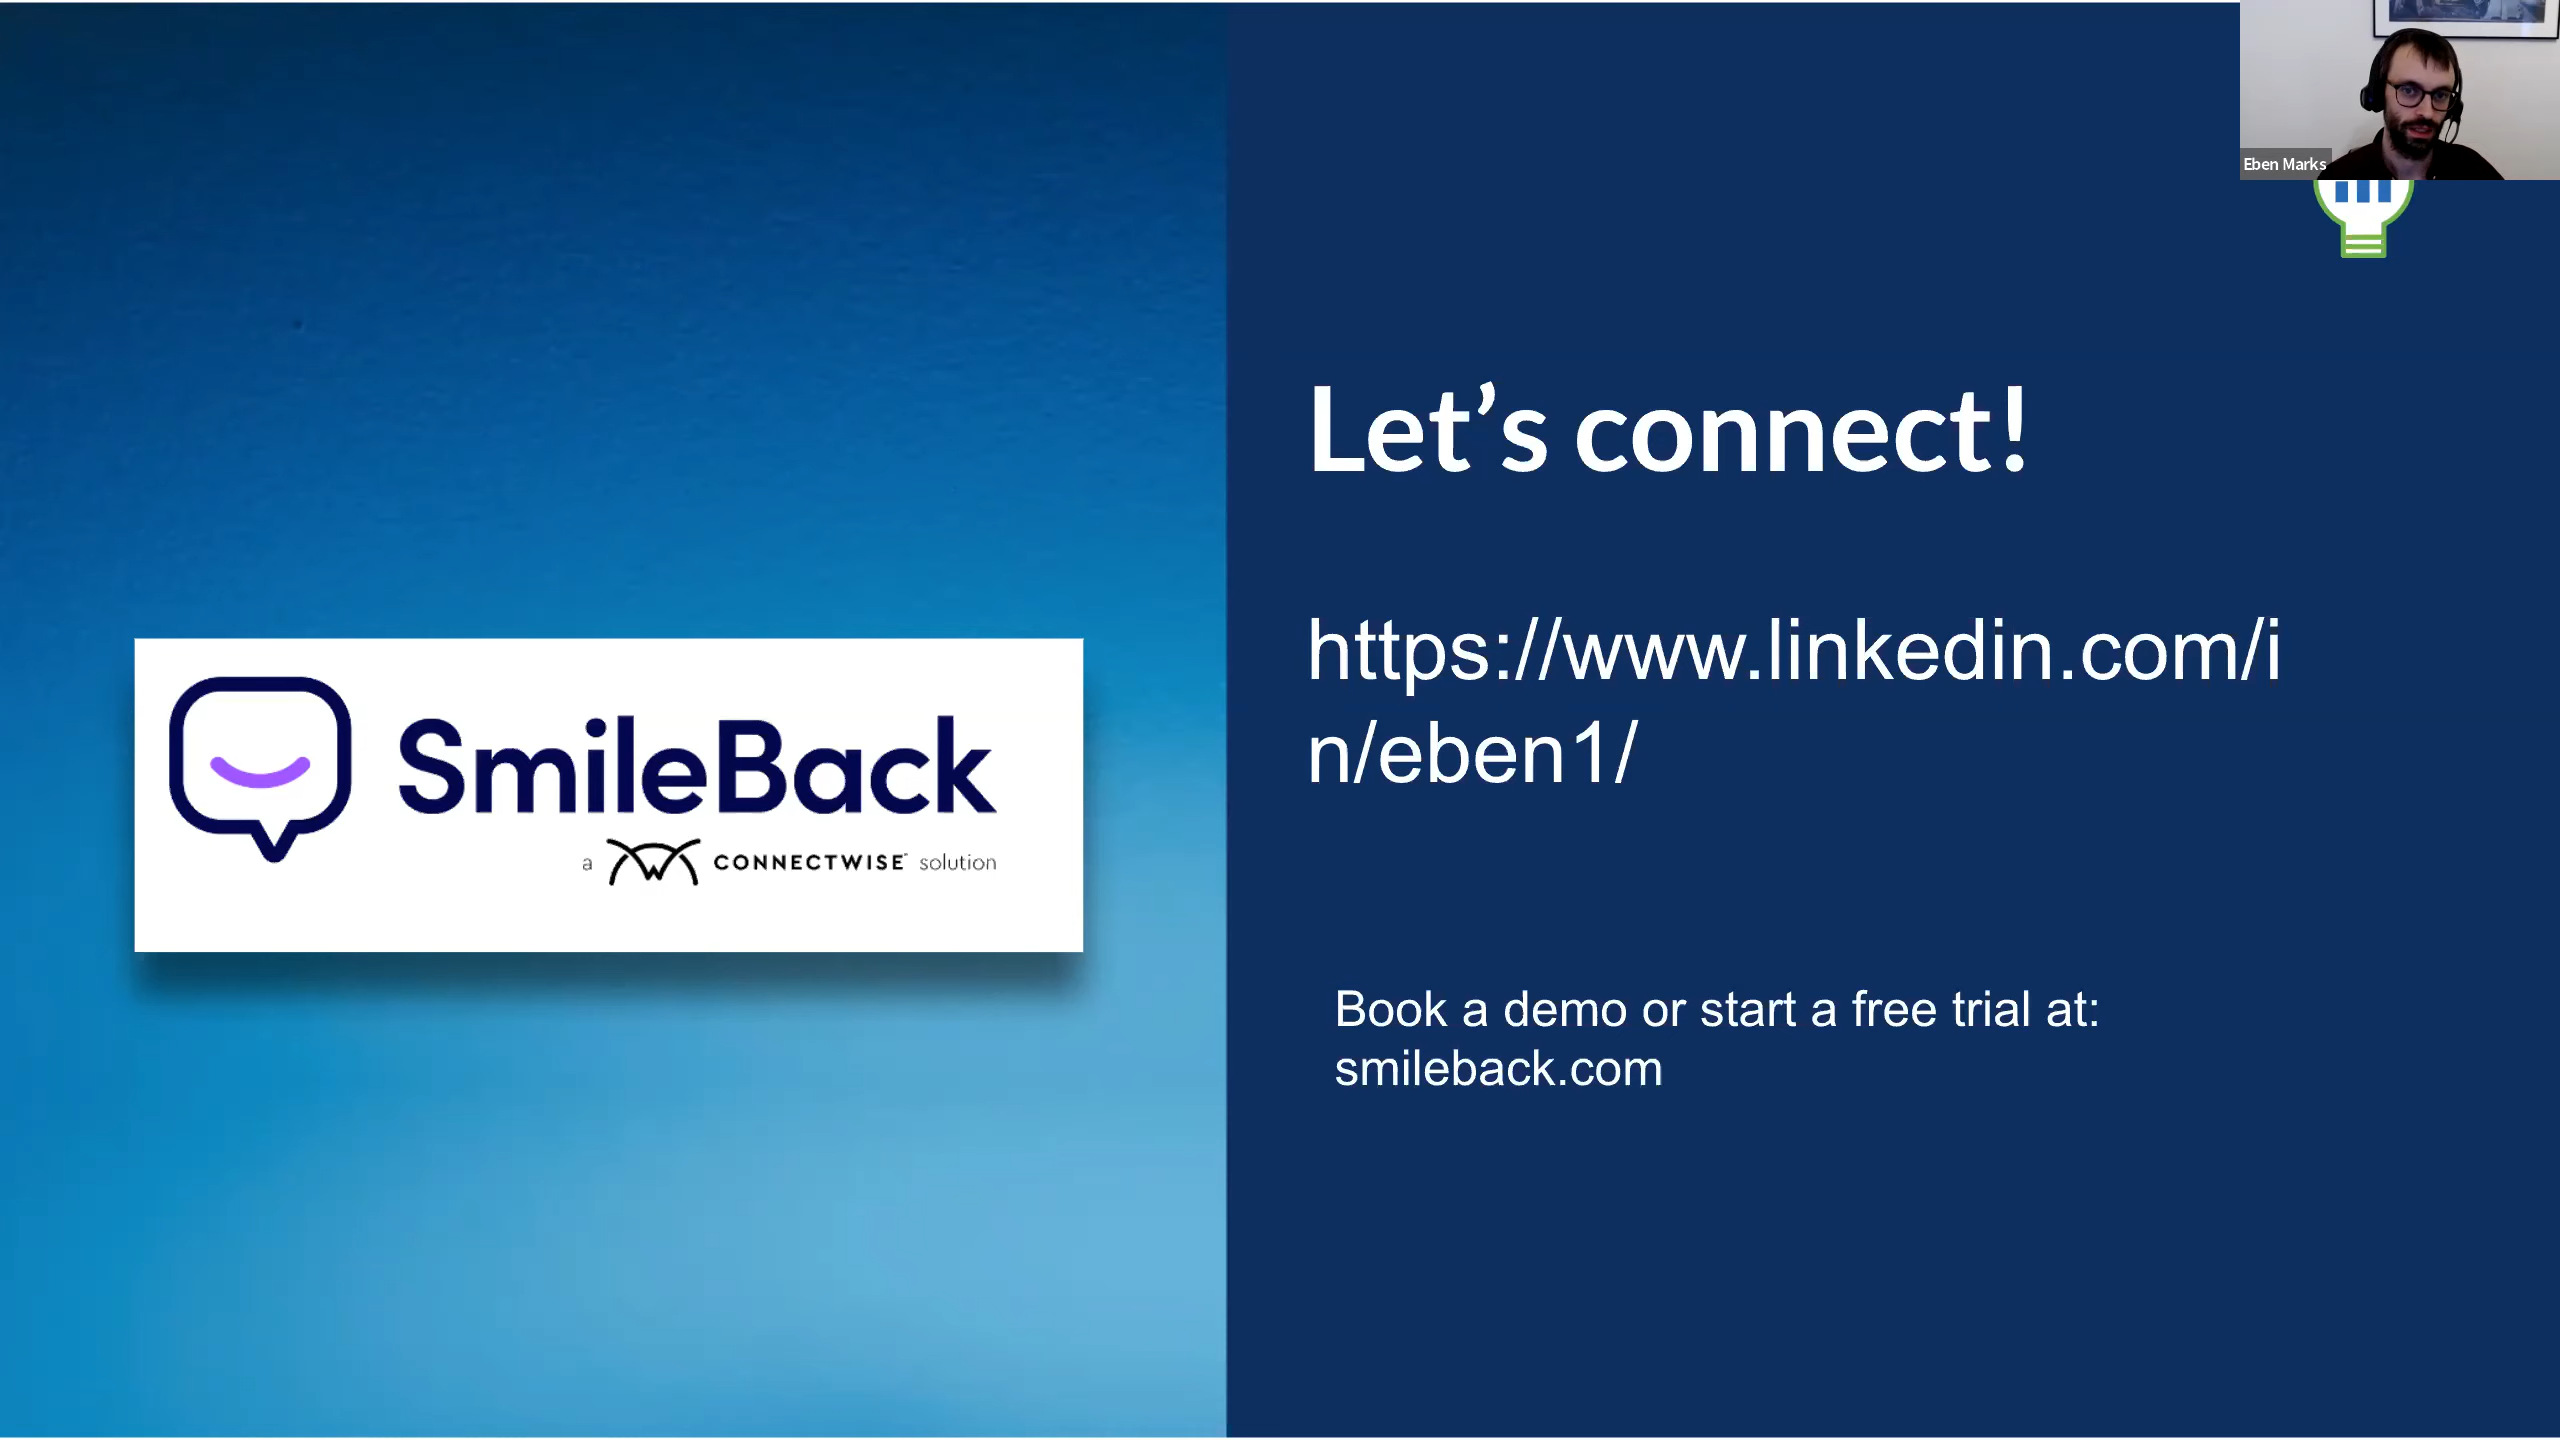 Eben Marks
Let’s connect!
https://www.linkedin.com/i
n/eben1/
SmileBack
a CONNECTWISE™ solution
Book a demo or start a free trial at:
smileback.com